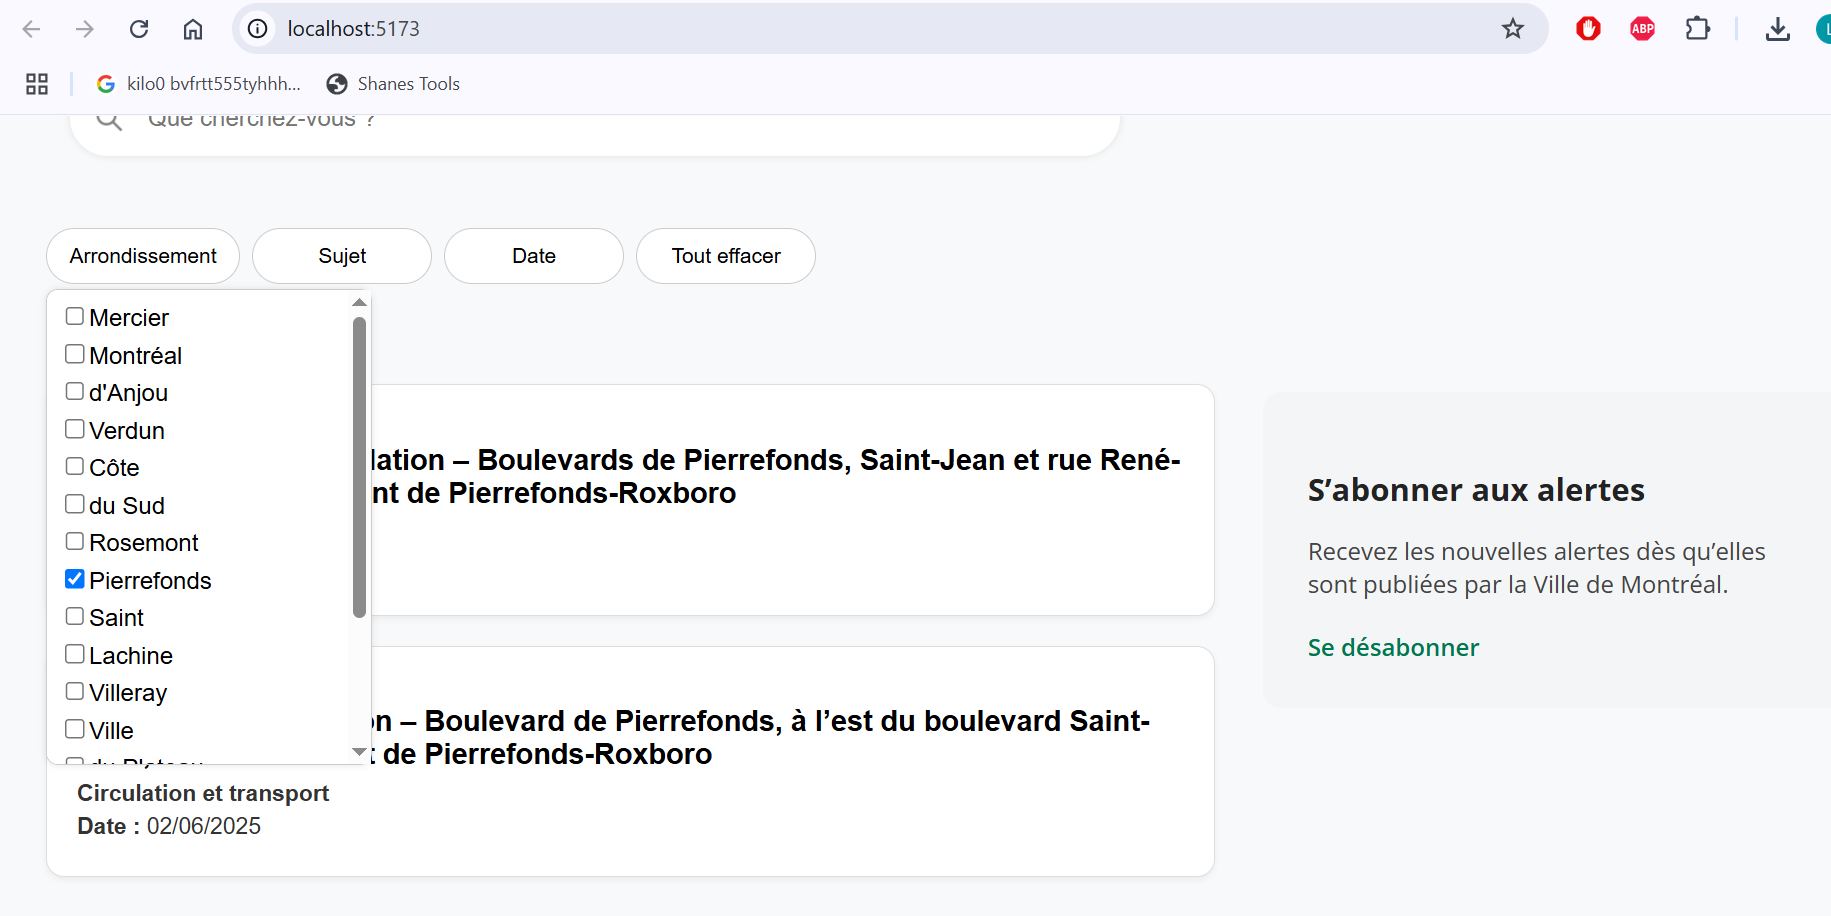 localhost:5173
kilo0 bvfrtt555tyhhh... Shanes Tools
ABP
Que cherchez-vous ?
Arrondissement Sujet Date Tout effacer
Mercier
Montréal
d'Anjou
Verdun
Côte
du Sud
Rosemont
Pierrefonds
Saint
Lachine
Villeray
Ville
du Plateau
lation – Boulevards de Pierrefonds, Saint-Jean et rue René-
nt de Pierrefonds-Roxboro
on – Boulevard de Pierrefonds, à l’est du boulevard Saint-
t de Pierrefonds-Roxboro
Circulation et transport
Date : 02/06/2025
S’abonner aux alertes
Recevez les nouvelles alertes dès qu’elles
sont publiées par la Ville de Montréal.
Se désabonner